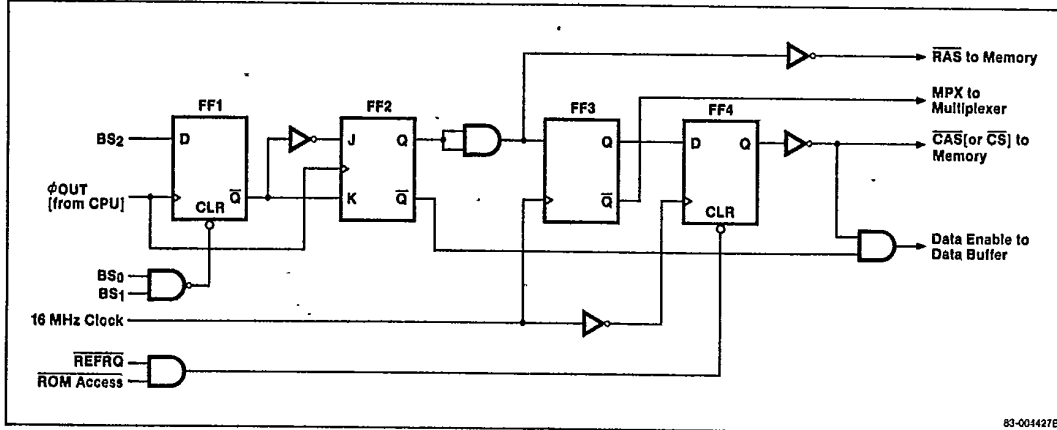 RAS to Memory
MPX to
Multiplexer
FF1
FF2
FF3
FF4
BS2
D
J
Q
Q
D
Q
CAS[or CS] to
Memory
ϕOUT
[from CPU]
Q
CLR
K
Q
Q
CLR
Data Enable to
Data Buffer
BS0
BS1
16 MHz Clock
REFRQ
ROM Access
83-004427B